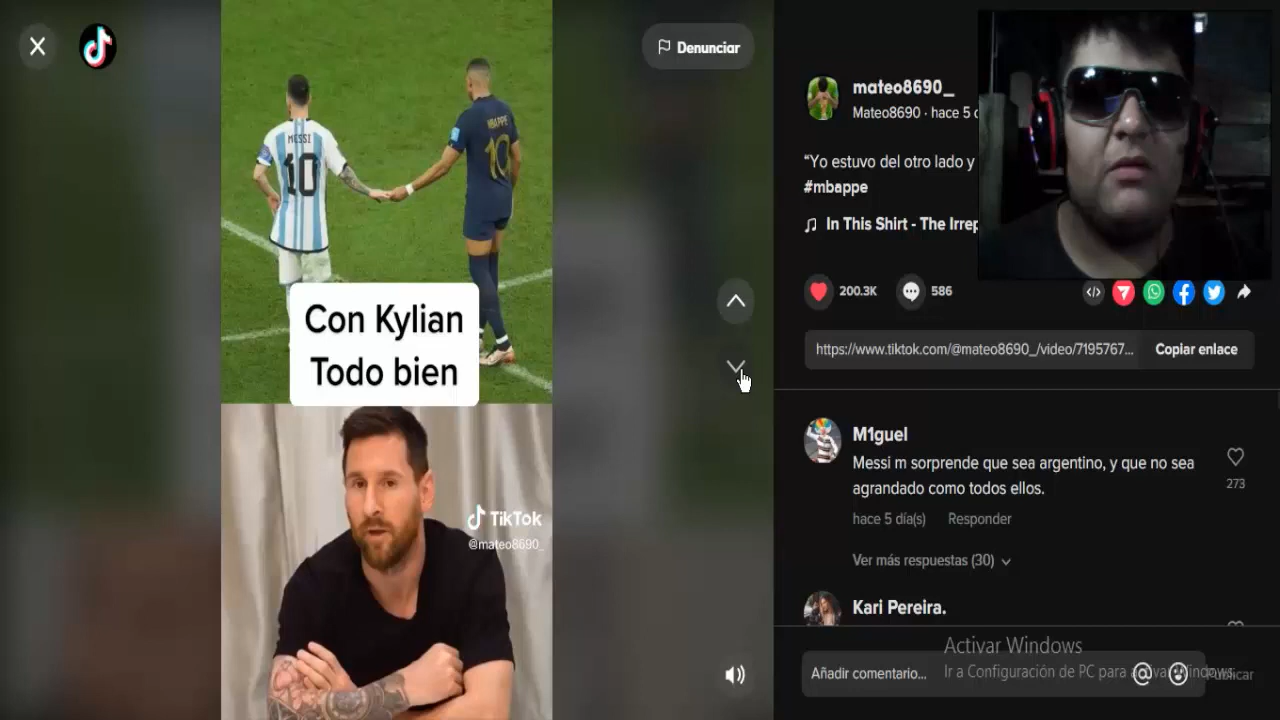 MESSI
10
MBAPPE
10
Con Kylian
Todo bien
TikTok
@mateo8690_
Denunciar
mateo8690_
Mateo8690 · hace 5 d
“Yo estuvo del otro lado y
#mbappe
In This Shirt - The Irrep
200.3K
586
https://www.tiktok.com/@mateo8690_/video/7195767...
Copiar enlace
M1guel
Messi m sorprende que sea argentino, y que no sea
agrandado como todos ellos.
273
hace 5 día(s)
Responder
Ver más respuestas (30)
Kari Pereira.
Activar Windows
Ir a Configuración de PC para activar Windows.
Añadir comentario...
Publicar